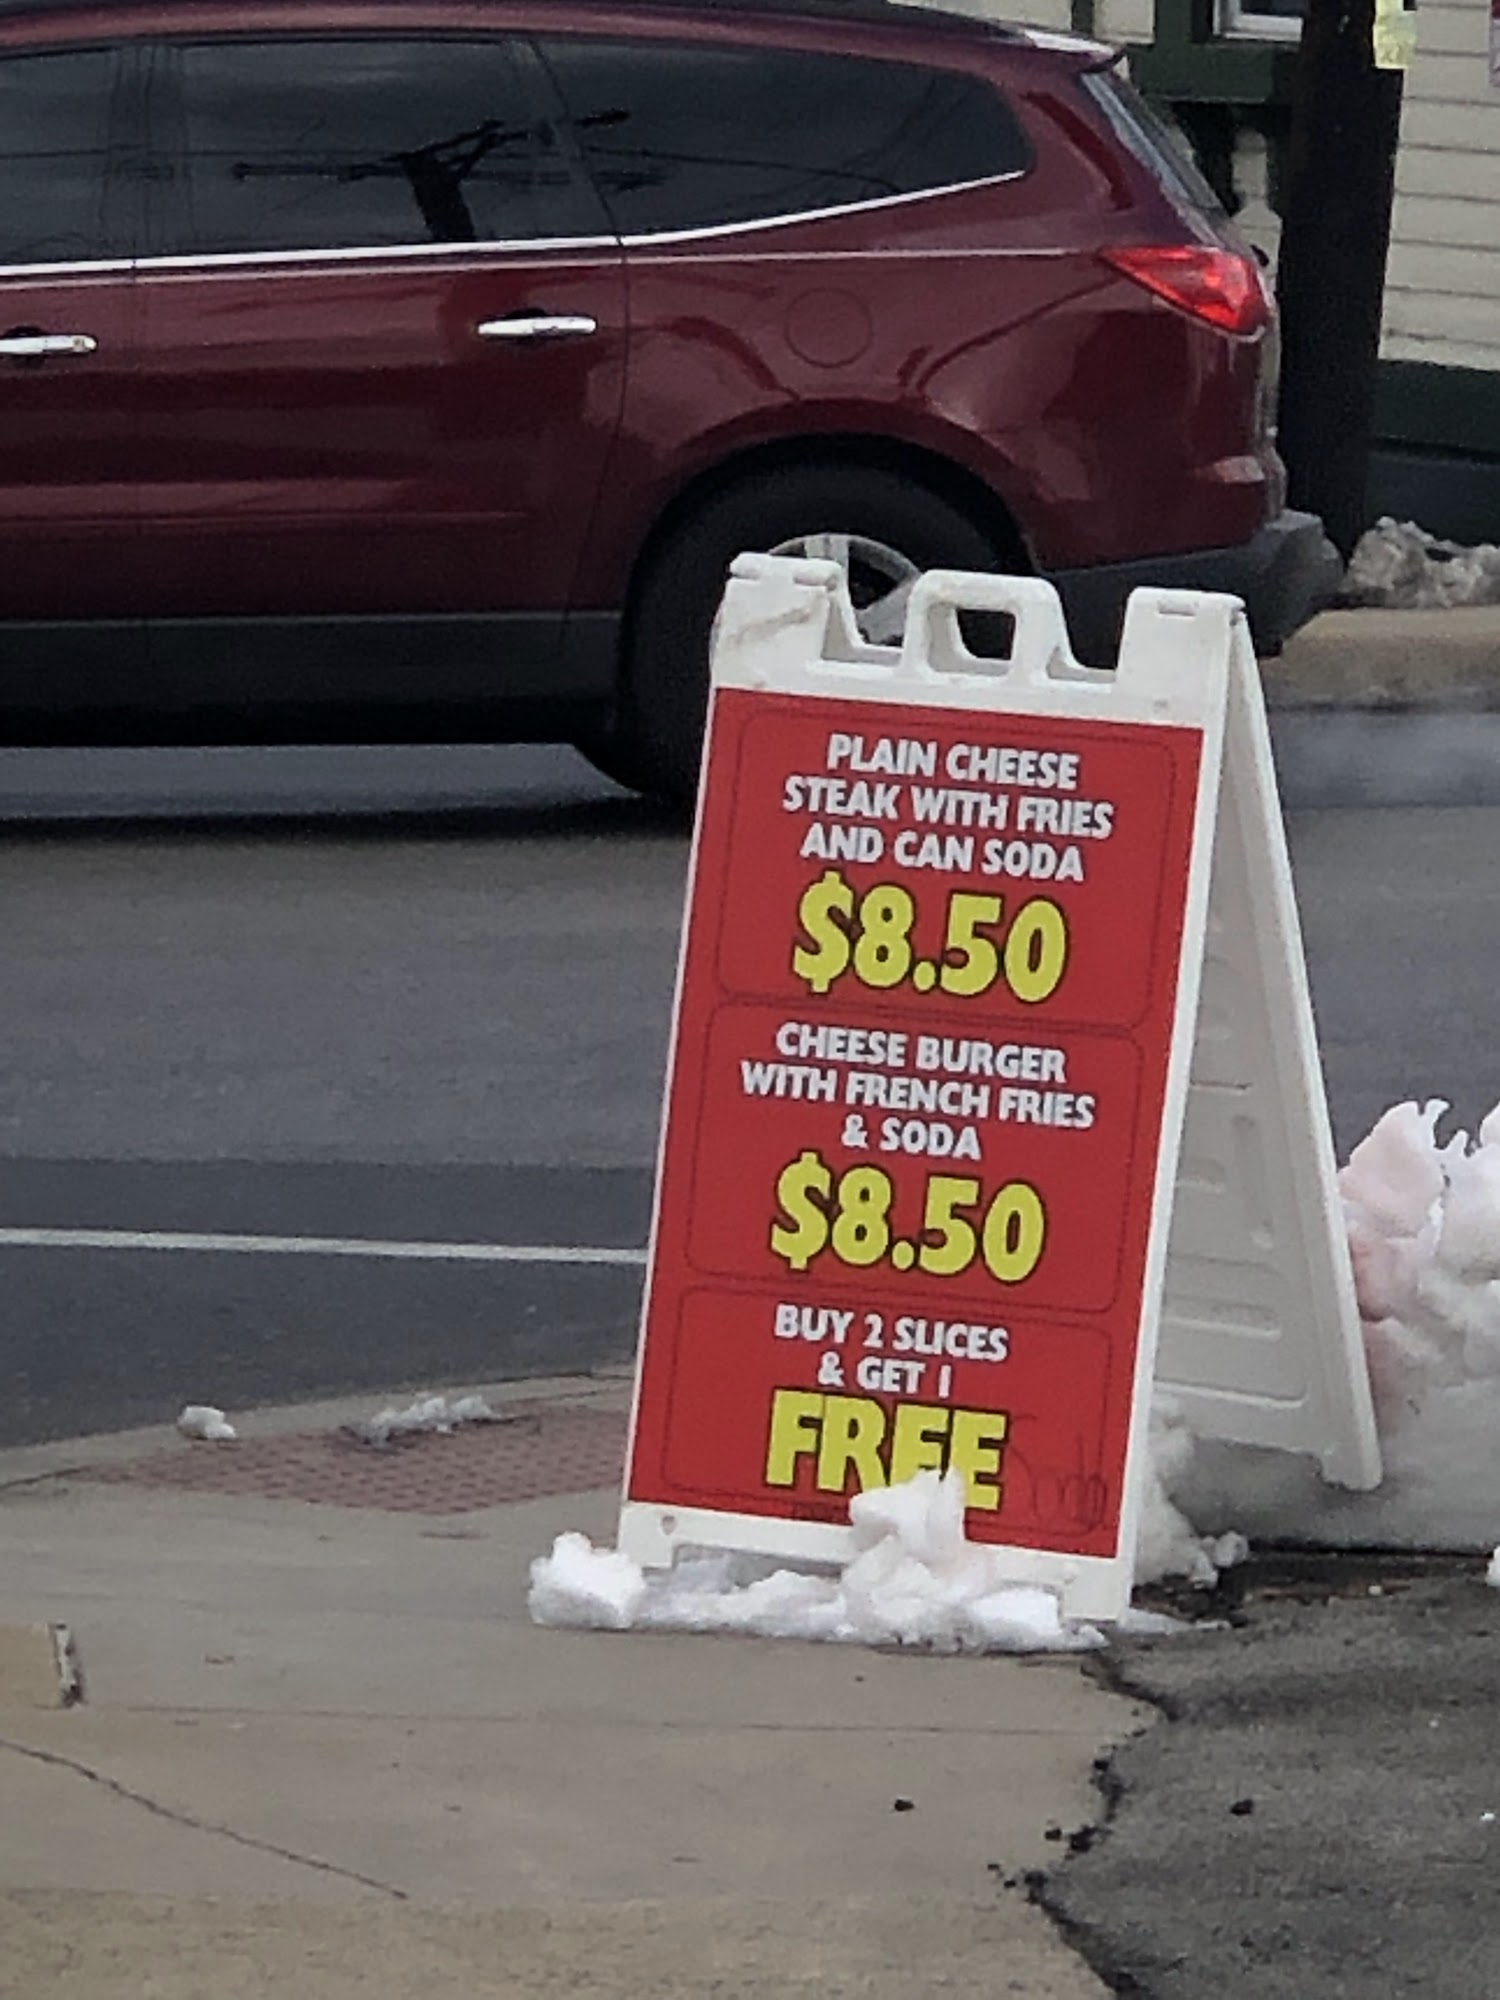 PLAIN CHEESE
STEAK WITH FRIES
AND CAN SODA
$8.50
CHEESE BURGER
WITH FRENCH FRIES
& SODA
$8.50
BUY 2 SLICES
& GET 1
FREE